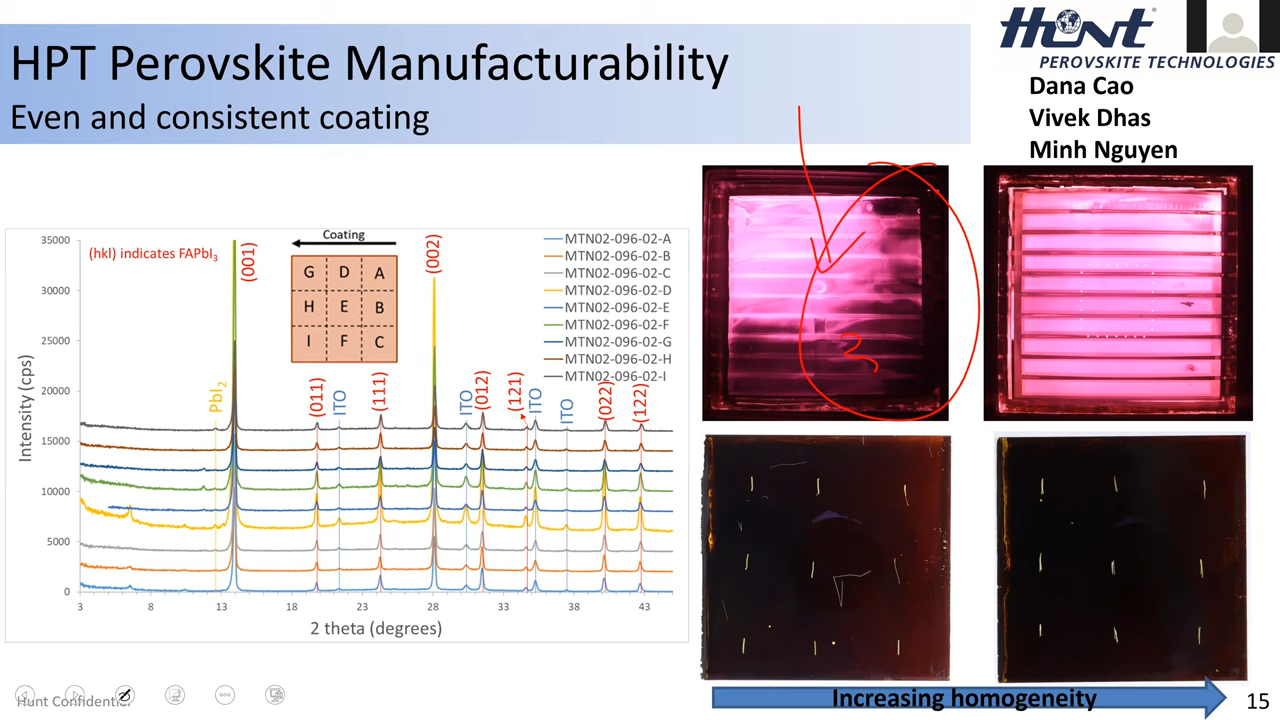 HPT Perovskite Manufacturability
Even and consistent coating
Hunt
PEROVSKITE TECHNOLOGIES
Dana Cao
Vivek Dhas
Minh Nguyen
(hkl) indicates FAPbI3
Coating
G D A
H E B
I F C
MTN02-096-02-A
MTN02-096-02-B
MTN02-096-02-C
MTN02-096-02-D
MTN02-096-02-E
MTN02-096-02-F
MTN02-096-02-G
MTN02-096-02-H
MTN02-096-02-I
PbI2
(001)
(011)
ITO
(111)
(002)
ITO
(012)
(121)
ITO
ITO
(022)
(122)
Intensity (cps)
35000
30000
25000
20000
15000
10000
5000
0
3 8 13 18 23 28 33 38 43
2 theta (degrees)
Increasing homogeneity
Hunt Confidential
15